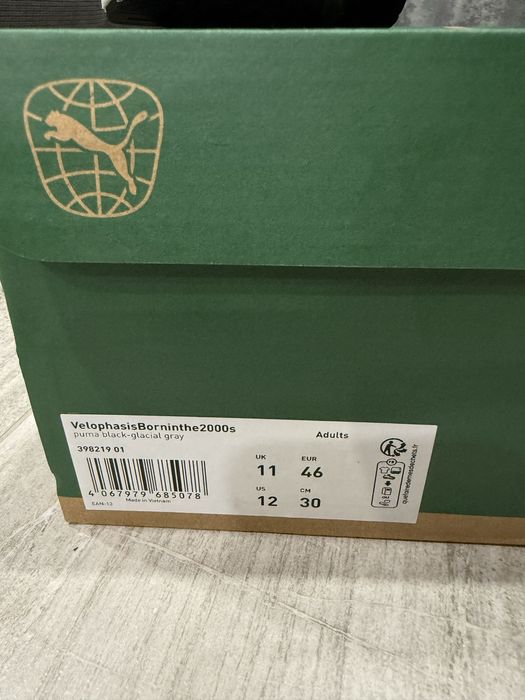 VelophasisBorninthe2000s
puma black-glacial gray
Adults
398219 01
UK
11
EUR
46
US
12
CM
30
4 067979 685078
EAN-13
Made in Vietnam
FR
quefairedemesdechets.fr